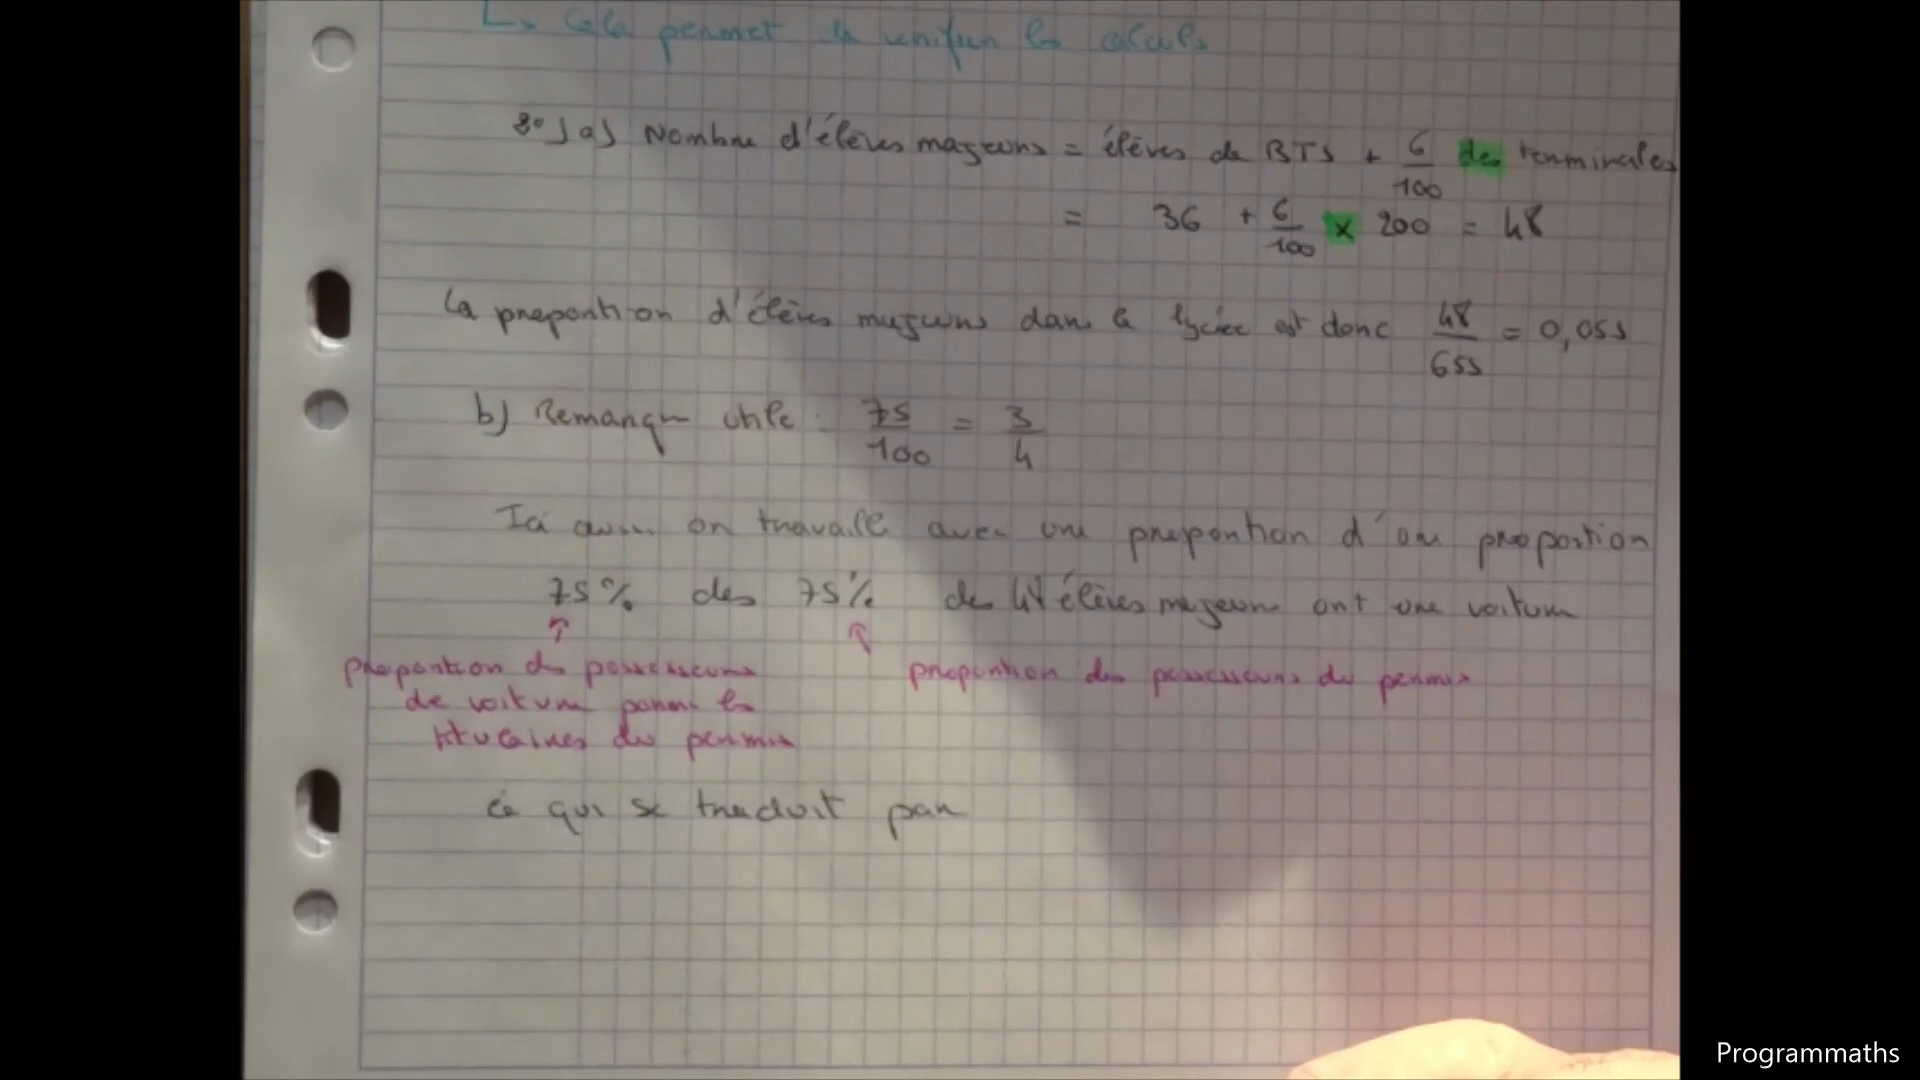 ↳ Cela permet de vérifier les calculs
3°) a) Nombre d'élèves majeurs = élèves de BTS + 6/100 des terminales
= 36 + 6/100 × 200 = 48
La proportion d'élèves majeurs dans le lycée est donc 48/655 = 0,055
b) Remarque utile : 75/100 = 3/4
Ici aussi on travaille avec une proportion d'une proportion
75% des 75% des 48 élèves majeurs ont une voiture
↑ ↑
proportion des possesseurs proportion des possesseurs du permis
de voiture parmi les
titulaires du permis
Ce qui se traduit par
Programmaths